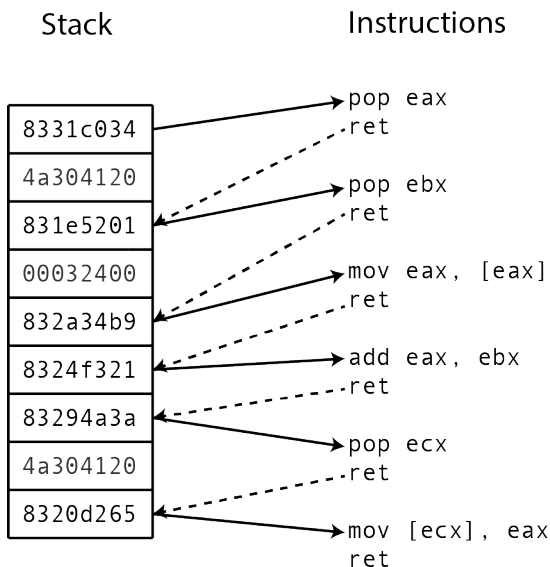 Stack
Instructions
8331c034
4a304120
831e5201
00032400
832a34b9
8324f321
83294a3a
4a304120
8320d265
pop eax
ret
pop ebx
ret
mov eax, [eax]
ret
add eax, ebx
ret
pop ecx
ret
mov [ecx], eax
ret